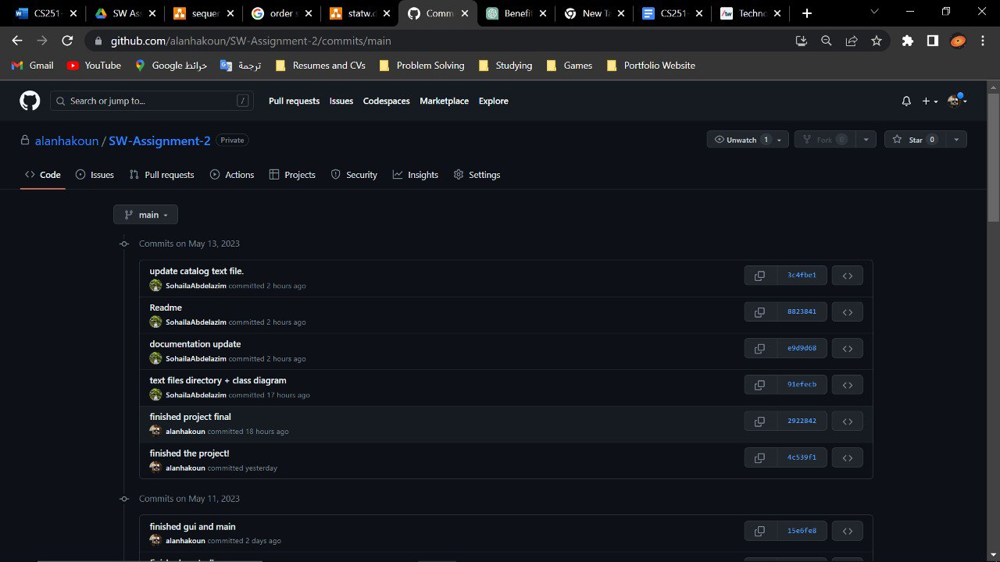 CS251- SW Ass sequen order s statw.c Comm Benefit New Ta CS251- Techno
github.com/alanhakoun/SW-Assignment-2/commits/main
Gmail YouTube خرائط Google ترجمة Resumes and CVs Problem Solving Studying Games Portfolio Website
Search or jump to... / Pull requests Issues Codespaces Marketplace Explore
alanhakoun / SW-Assignment-2 Private Unwatch 1 Fork 0 Star 0
Code Issues Pull requests Actions Projects Security Insights Settings
main
Commits on May 13, 2023
update catalog text file.
SohailaAbdelazim committed 2 hours ago 3c4fbe1
Readme
SohailaAbdelazim committed 2 hours ago 8823841
documentation update
SohailaAbdelazim committed 2 hours ago e9d9d68
text files directory + class diagram
SohailaAbdelazim committed 17 hours ago 91efecb
finished project final
alanhakoun committed 18 hours ago 2922842
finished the project!
alanhakoun committed yesterday 4c539f1
Commits on May 11, 2023
finished gui and main
alanhakoun committed 2 days ago 15e6fe8